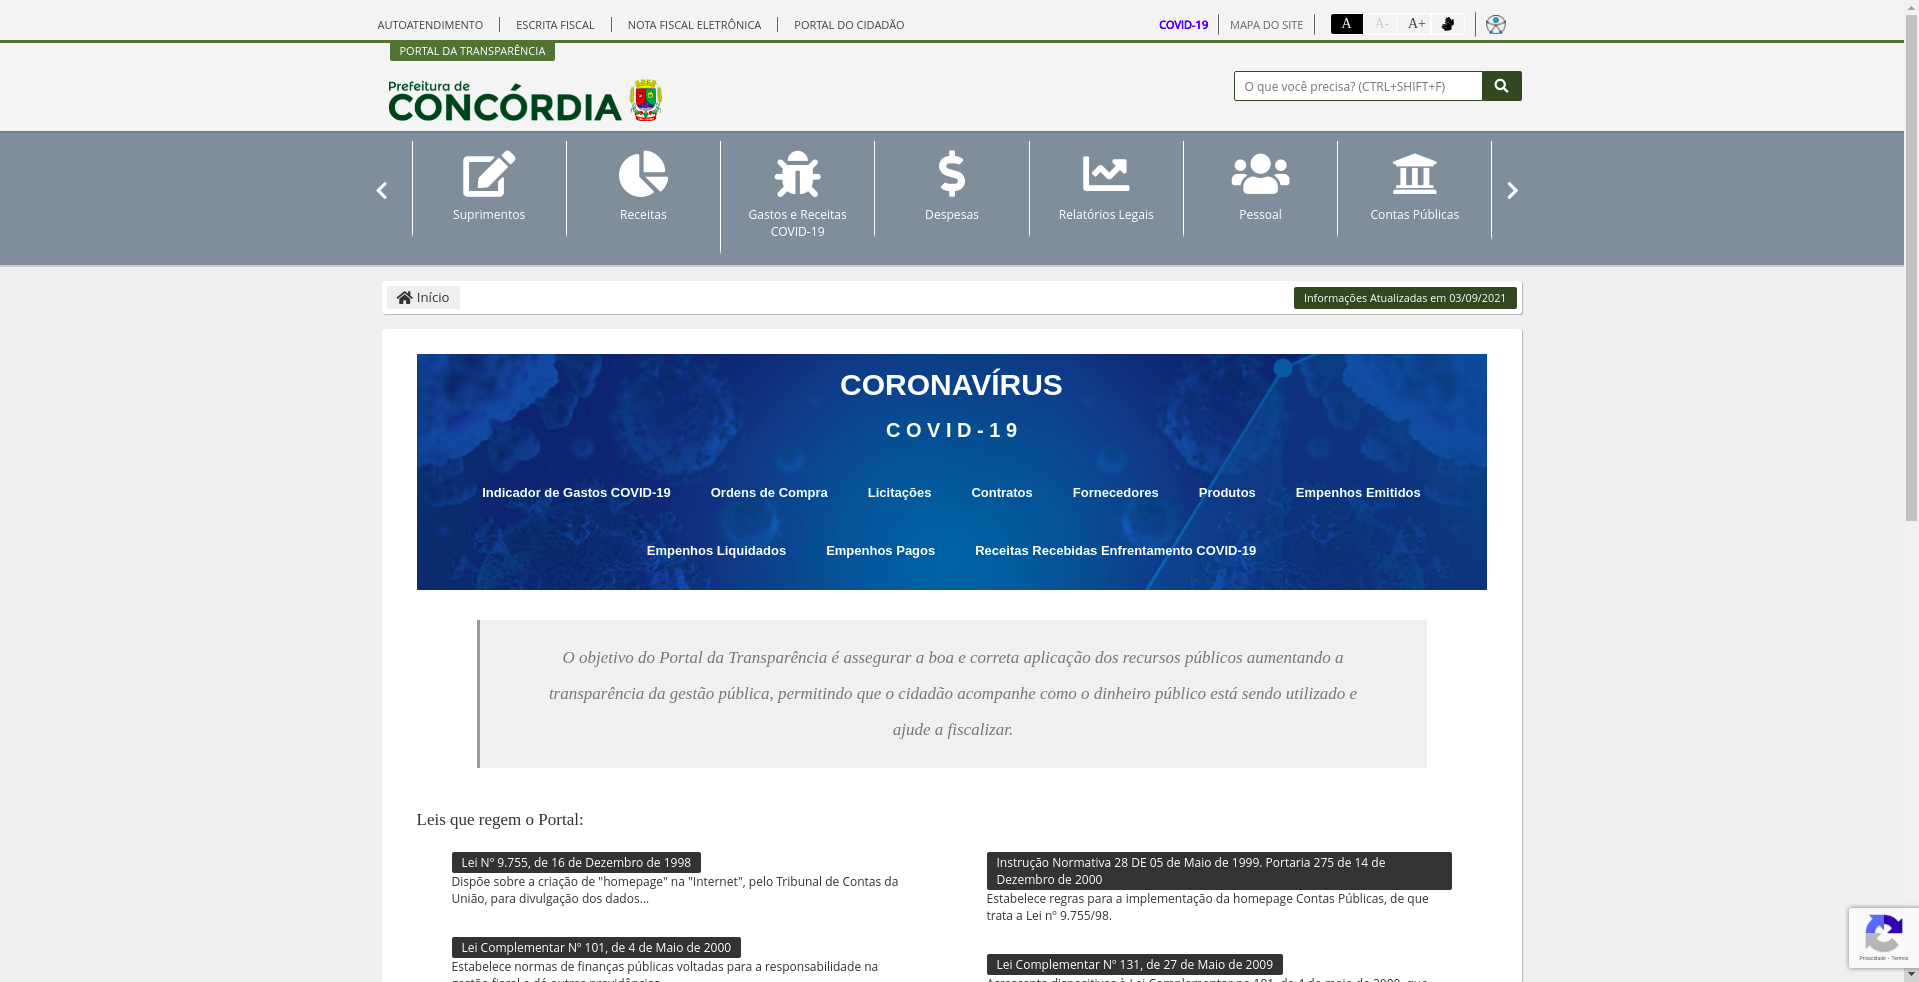 AUTOATENDIMENTO
ESCRITA FISCAL
NOTA FISCAL ELETRÔNICA
PORTAL DO CIDADÃO
COVID-19
MAPA DO SITE
A
A-
A+
PORTAL DA TRANSPARÊNCIA
Prefeitura de
CONCÓRDIA
O que você precisa? (CTRL+SHIFT+F)
Suprimentos
Receitas
Gastos e Receitas
COVID-19
Despesas
Relatórios Legais
Pessoal
Contas Públicas
Início
Informações Atualizadas em 03/09/2021
CORONAVÍRUS
COVID-19
Indicador de Gastos COVID-19
Ordens de Compra
Licitações
Contratos
Fornecedores
Produtos
Empenhos Emitidos
Empenhos Liquidados
Empenhos Pagos
Receitas Recebidas Enfrentamento COVID-19
O objetivo do Portal da Transparência é assegurar a boa e correta aplicação dos recursos públicos aumentando a
transparência da gestão pública, permitindo que o cidadão acompanhe como o dinheiro público está sendo utilizado e
ajude a fiscalizar.
Leis que regem o Portal:
Lei Nº 9.755, de 16 de Dezembro de 1998
Dispõe sobre a criação de "homepage" na "Internet", pelo Tribunal de Contas da
União, para divulgação dos dados...
Lei Complementar Nº 101, de 4 de Maio de 2000
Estabelece normas de finanças públicas voltadas para a responsabilidade na
Instrução Normativa 28 DE 05 de Maio de 1999. Portaria 275 de 14 de
Dezembro de 2000
Estabelece regras para a implementação da homepage Contas Públicas, de que
trata a Lei nº 9.755/98.
Lei Complementar Nº 131, de 27 de Maio de 2009
Privacidade - Termos